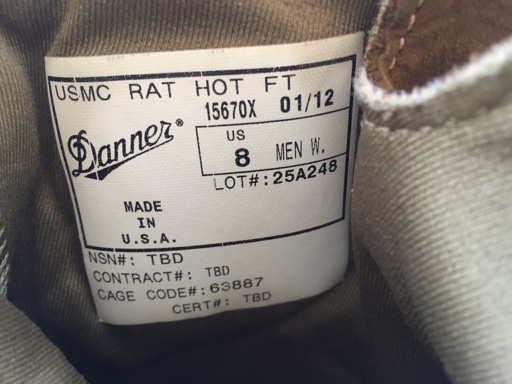 USMC RAT HOT FT
15670X 01/12
Danner®
US
8 MEN W.
LOT#:25A248
MADE
IN
U.S.A.
NSN#: TBD
CONTRACT#: TBD
CAGE CODE#:63887
CERT#: TBD